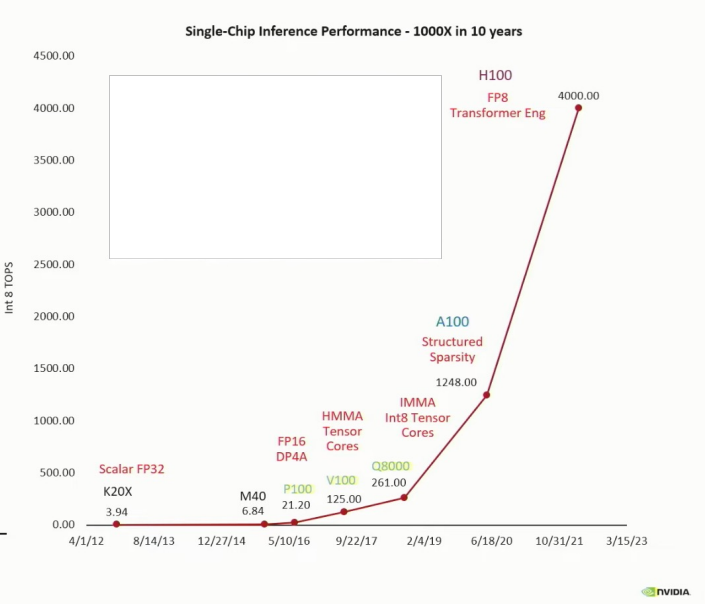 Single-Chip Inference Performance - 1000X in 10 years
4500.00
4000.00
3500.00
3000.00
2500.00
2000.00
1500.00
1000.00
500.00
0.00
Int 8 TOPS
H100
FP8
Transformer Eng
4000.00
A100
Structured
Sparsity
1248.00
IMMA
Int8 Tensor
Cores
Q8000
261.00
HMMA
Tensor
Cores
V100
125.00
FP16
DP4A
P100
21.20
M40
6.84
Scalar FP32
K20X
3.94
4/1/12
8/14/13
12/27/14
5/10/16
9/22/17
2/4/19
6/18/20
10/31/21
3/15/23
NVIDIA.